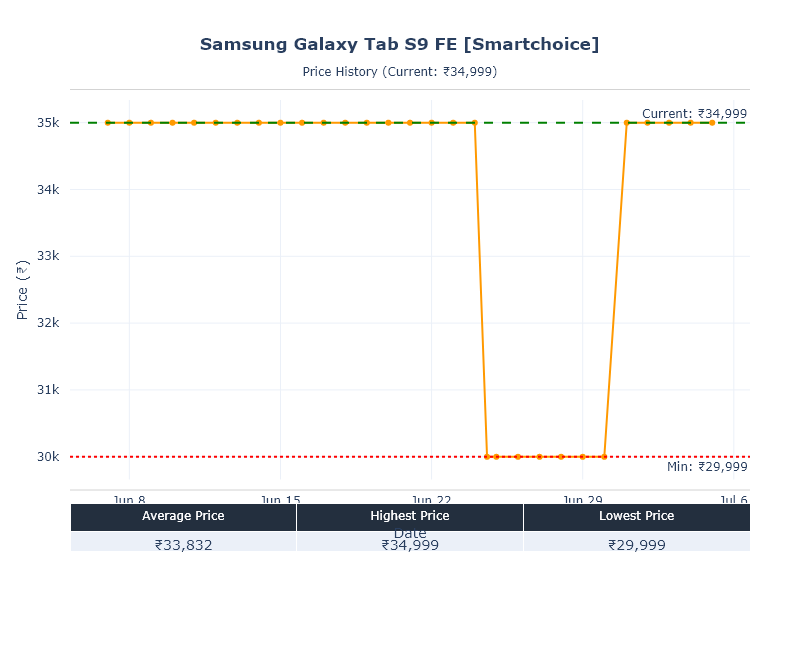 Samsung Galaxy Tab S9 FE [Smartchoice]
Price History (Current: ₹34,999)
Current: ₹34,999
35k
34k
33k
32k
31k
30k
Price (₹)
Min: ₹29,999
Jun 8 Jun 15 Jun 22 Jun 29 Jul 6
Average Price Highest Price Lowest Price
Date
₹33,832 ₹34,999 ₹29,999